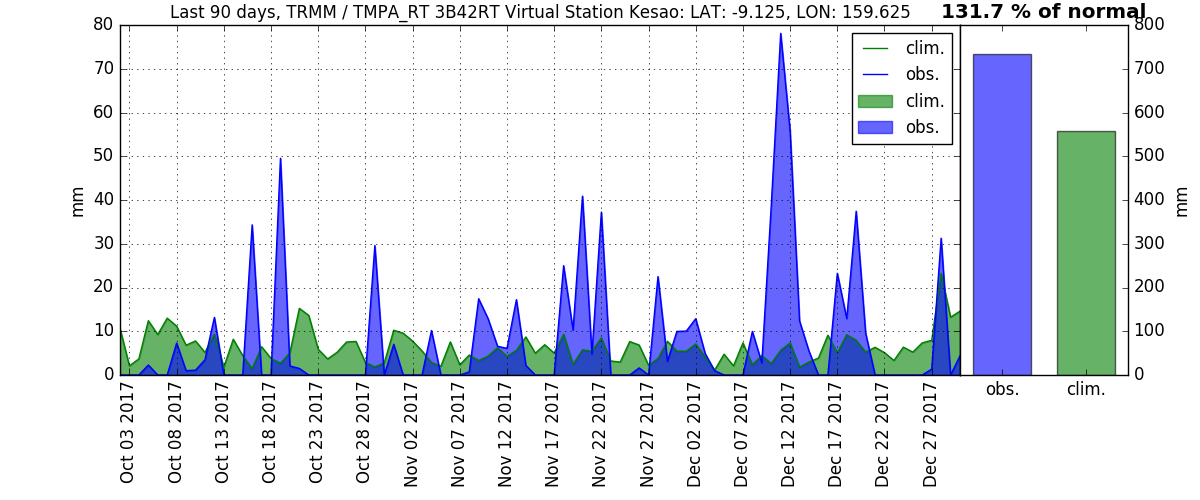 Last 90 days, TRMM / TMPA_RT 3B42RT Virtual Station Kesao: LAT: -9.125, LON: 159.625
131.7 % of normal
80
70
60
50
40
30
20
10
0
mm
clim.
obs.
clim.
obs.
800
700
600
500
400
300
200
100
0
mm
Oct 03 2017
Oct 08 2017
Oct 13 2017
Oct 18 2017
Oct 23 2017
Oct 28 2017
Nov 02 2017
Nov 07 2017
Nov 12 2017
Nov 17 2017
Nov 22 2017
Nov 27 2017
Dec 02 2017
Dec 07 2017
Dec 12 2017
Dec 17 2017
Dec 22 2017
Dec 27 2017
obs.
clim.